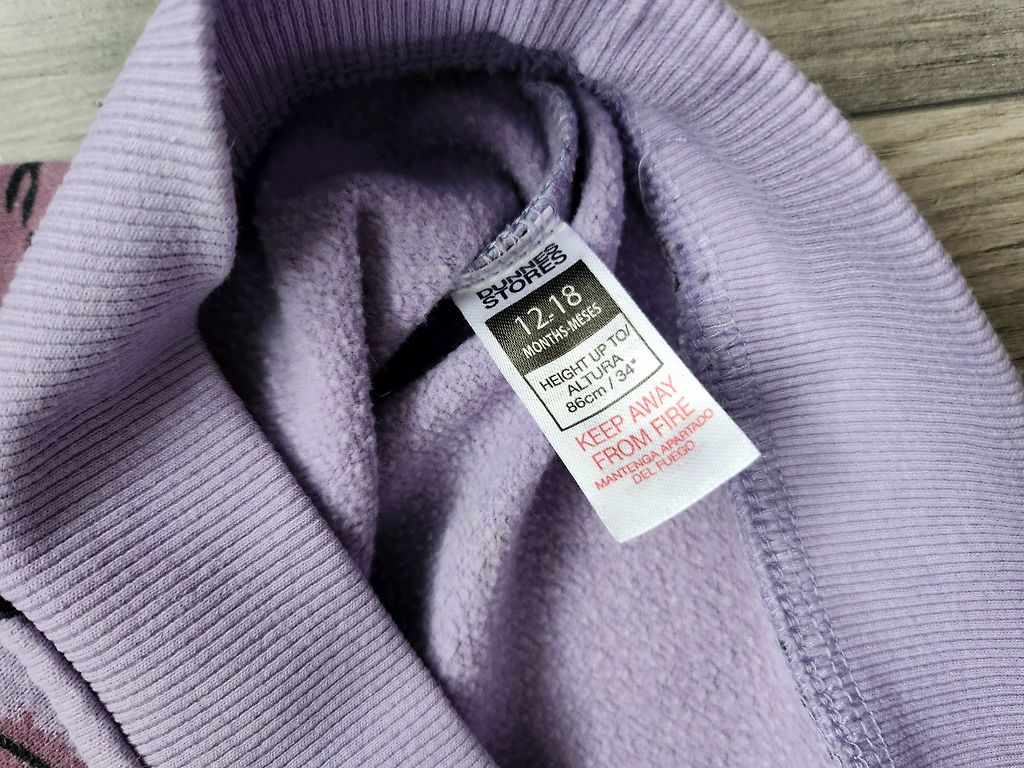 DUNNES
STORES
12-18
MONTHS-MESES
HEIGHT UP TO/
ALTURA
86cm / 34"
KEEP AWAY
FROM FIRE
MANTENGA APARTADO
DEL FUEGO